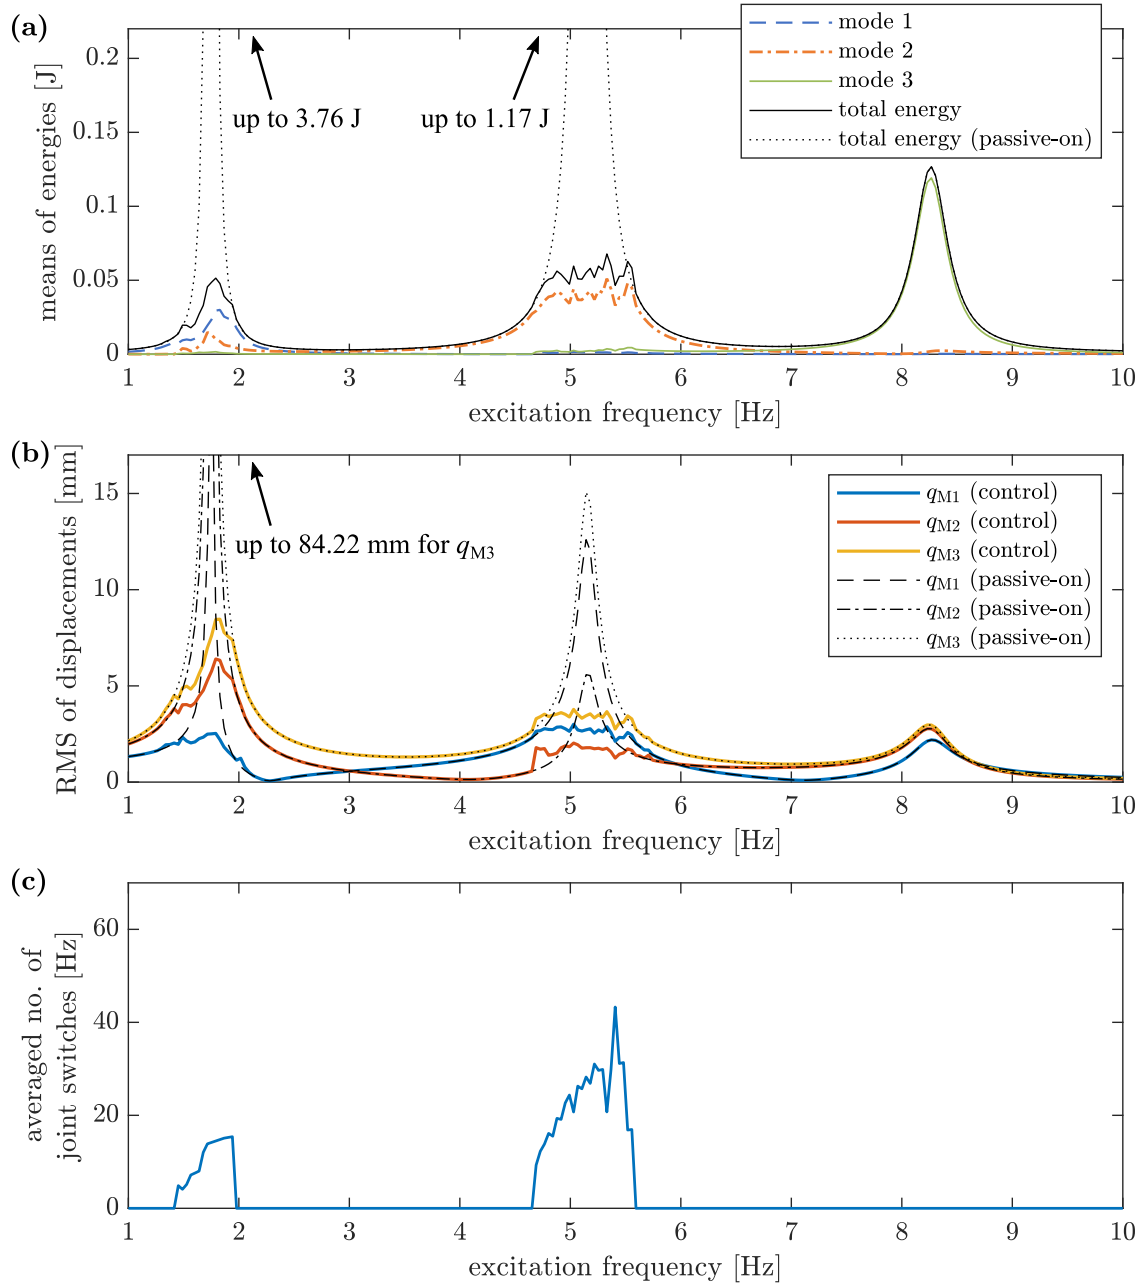 (a)
means of energies [J]
0.2
0.15
0.1
0.05
0
up to 3.76 J
up to 1.17 J
mode 1
mode 2
mode 3
total energy
total energy (passive-on)
1 2 3 4 5 6 7 8 9 10
excitation frequency [Hz]
(b)
RMS of displacements [mm]
15
10
5
0
up to 84.22 mm for qM3
qM1 (control)
qM2 (control)
qM3 (control)
qM1 (passive-on)
qM2 (passive-on)
qM3 (passive-on)
1 2 3 4 5 6 7 8 9 10
excitation frequency [Hz]
(c)
averaged no. of
joint switches [Hz]
60
40
20
0
1 2 3 4 5 6 7 8 9 10
excitation frequency [Hz]